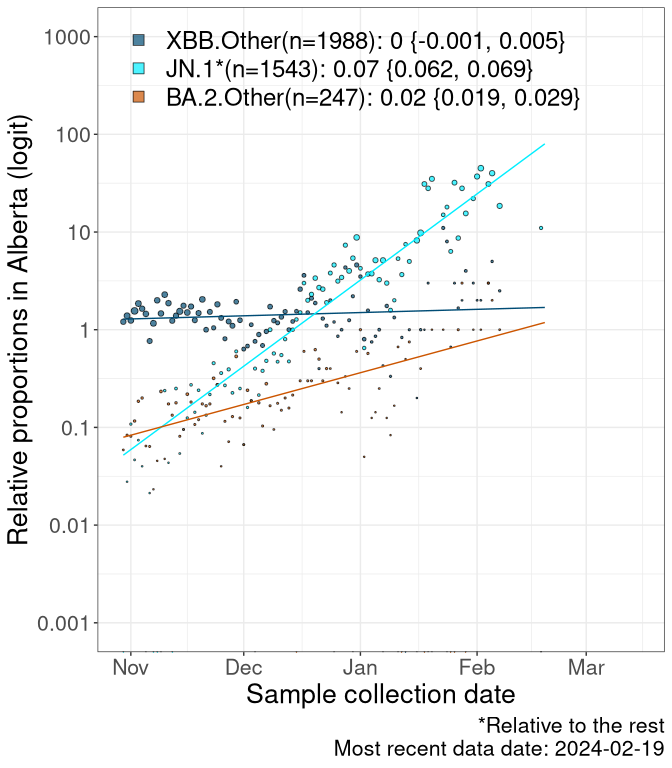 XBB.Other(n=1988): 0 {-0.001, 0.005}
JN.1*(n=1543): 0.07 {0.062, 0.069}
BA.2.Other(n=247): 0.02 {0.019, 0.029}
Relative proportions in Alberta (logit)
1000
100
10
1
0.1
0.01
0.001
Nov Dec Jan Feb Mar
Sample collection date
*Relative to the rest
Most recent data date: 2024-02-19